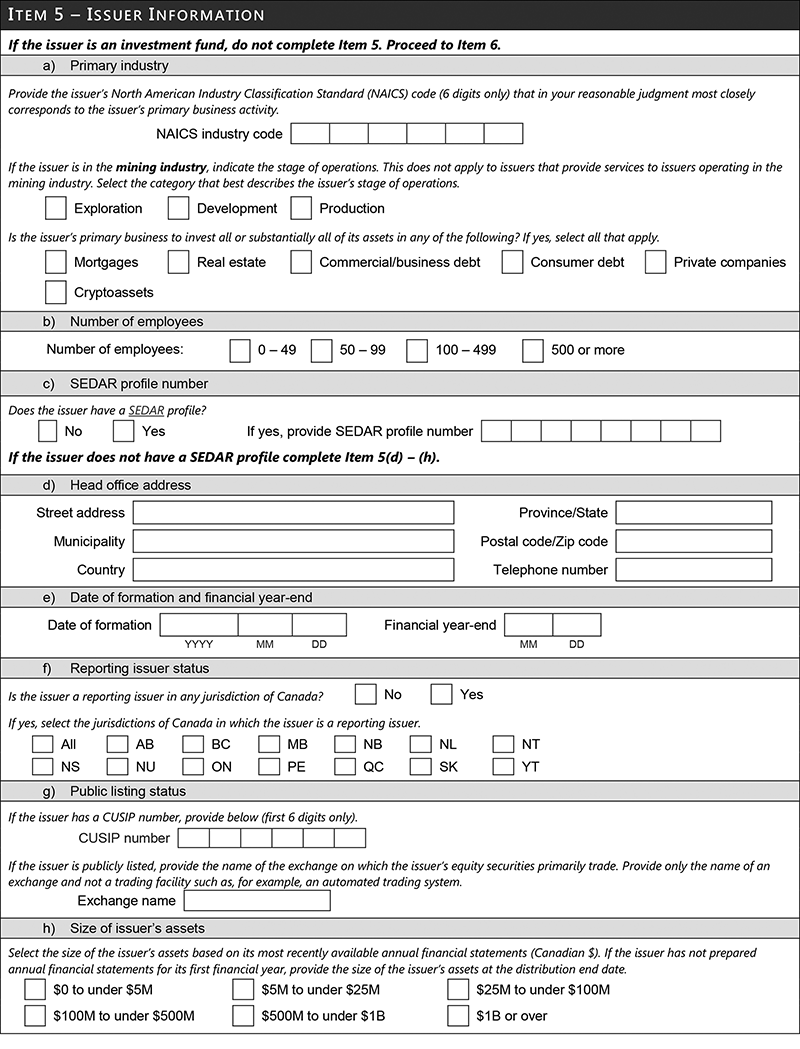 ITEM 5 – ISSUER INFORMATION
If the issuer is an investment fund, do not complete Item 5. Proceed to Item 6.
a) Primary industry
Provide the issuer's North American Industry Classification Standard (NAICS) code (6 digits only) that in your reasonable judgment most closely
corresponds to the issuer's primary business activity.
NAICS industry code
If the issuer is in the mining industry, indicate the stage of operations. This does not apply to issuers that provide services to issuers operating in the
mining industry. Select the category that best describes the issuer's stage of operations.
Exploration Development Production
Is the issuer's primary business to invest all or substantially all of its assets in any of the following? If yes, select all that apply.
Mortgages Real estate Commercial/business debt Consumer debt Private companies
Cryptoassets
b) Number of employees
Number of employees: 0 – 49 50 – 99 100 – 499 500 or more
c) SEDAR profile number
Does the issuer have a SEDAR profile?
No Yes If yes, provide SEDAR profile number
If the issuer does not have a SEDAR profile complete Item 5(d) – (h).
d) Head office address
Street address Province/State
Municipality Postal code/Zip code
Country Telephone number
e) Date of formation and financial year-end
Date of formation Financial year-end
YYYY MM DD MM DD
f) Reporting issuer status
Is the issuer a reporting issuer in any jurisdiction of Canada? No Yes
If yes, select the jurisdictions of Canada in which the issuer is a reporting issuer.
All AB BC MB NB NL NT
NS NU ON PE QC SK YT
g) Public listing status
If the issuer has a CUSIP number, provide below (first 6 digits only).
CUSIP number
If the issuer is publicly listed, provide the name of the exchange on which the issuer's equity securities primarily trade. Provide only the name of an
exchange and not a trading facility such as, for example, an automated trading system.
Exchange name
h) Size of issuer's assets
Select the size of the issuer's assets based on its most recently available annual financial statements (Canadian $). If the issuer has not prepared
annual financial statements for its first financial year, provide the size of the issuer's assets at the distribution end date.
$0 to under $5M $5M to under $25M $25M to under $100M
$100M to under $500M $500M to under $1B $1B or over